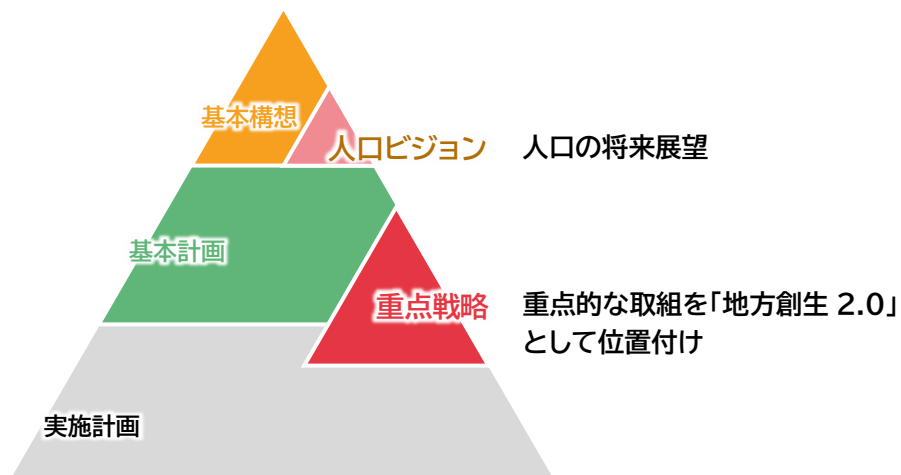 基本構想
人口ビジョン
人口の将来展望
基本計画
重点戦略
重点的な取組を「地方創生 2.0」
として位置付け
実施計画